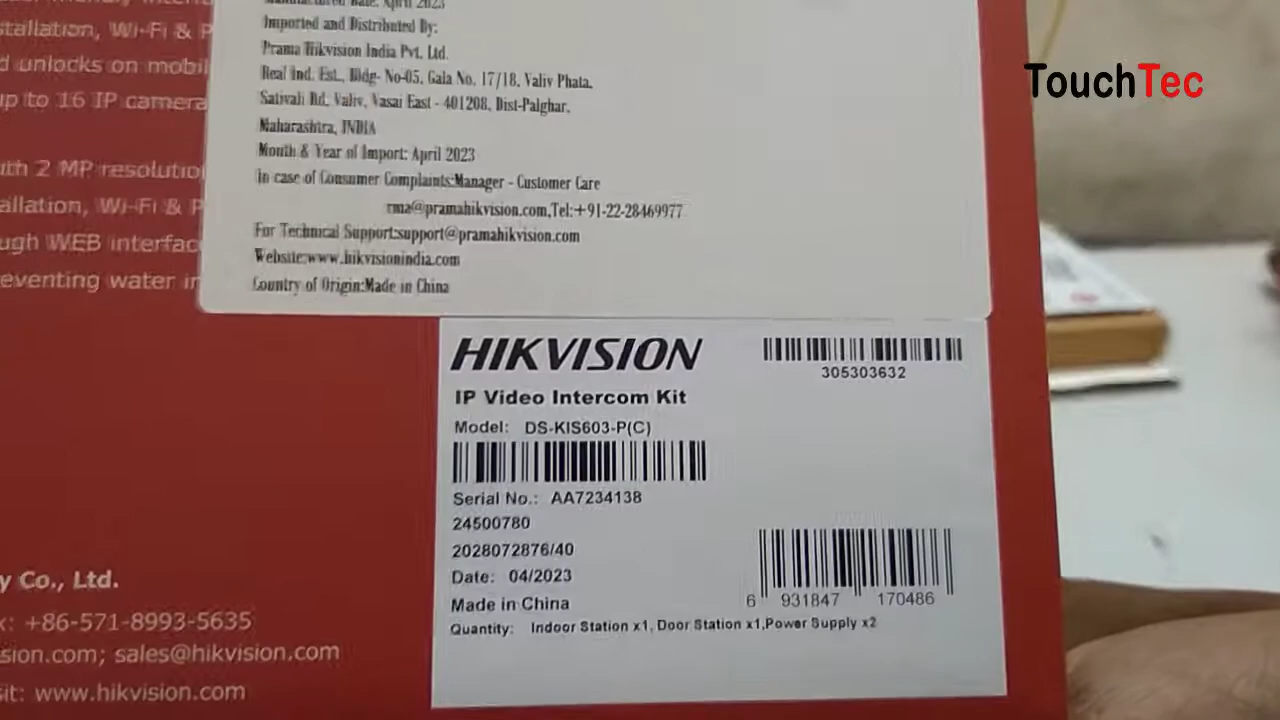 Manufactured Date: April 2023
Imported and Distributed By:
Prama Hikvision India Pvt. Ltd.
Real Ind. Est., Bldg- No-05, Gala No. 17/18, Valiv Phata,
Sativali Rd, Valiv, Vasai East - 401208, Dist-Palghar,
Maharashtra, INDIA
Month & Year of Import: April 2023
In case of Consumer Complaints:Manager - Customer Care
rma@pramahikvision.com,Tel:+91-22-28469977
For Technical Support:support@pramahikvision.com
Website:www.hikvisionindia.com
Country of Origin:Made in China
Wi-Fi & P
unlocks on mobil
up to 16 IP camera
2 MP resolutio
Wi-Fi & P
WEB interfac
water
TouchTec
HIKVISION
305303632
IP Video Intercom Kit
Model: DS-KIS603-P(C)
Serial No.: AA7234138
24500780
2028072876/40
Date: 04/2023
Made in China
6 931847 170486
Quantity: Indoor Station x1, Door Station x1,Power Supply x2
y Co., Ltd.
x: +86-571-8993-5635
sion.com; sales@hikvision.com
sit: www.hikvision.com